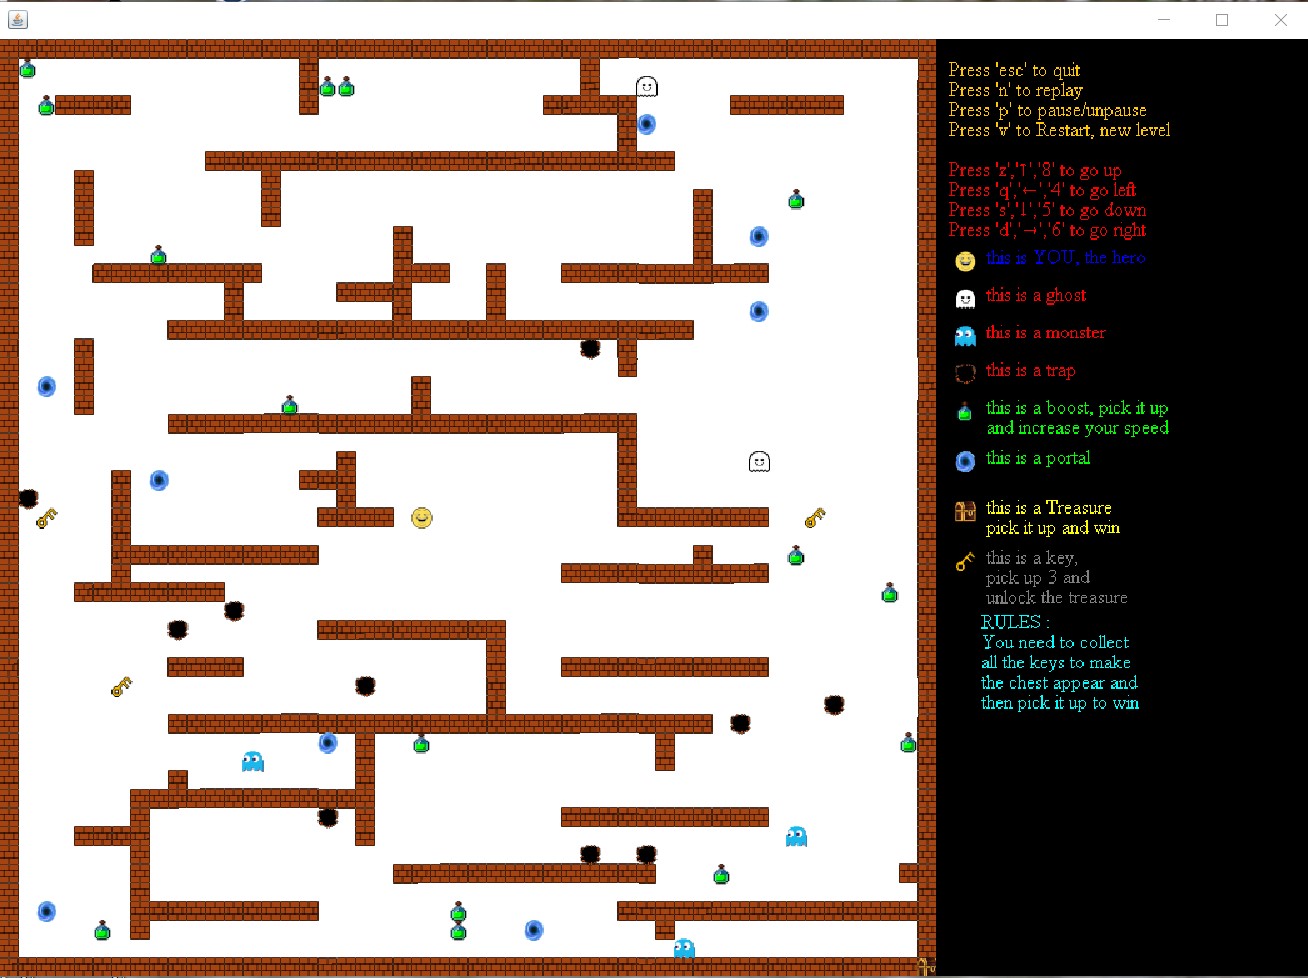 Press 'esc' to quit
Press 'n' to replay
Press 'p' to pause/unpause
Press 'v' to Restart, new level
Press 'z','↑','8' to go up
Press 'q','←','4' to go left
Press 's','↓','5' to go down
Press 'd','→','6' to go right
this is YOU, the hero
this is a ghost
this is a monster
this is a trap
this is a boost, pick it up
and increase your speed
this is a portal
this is a Treasure
pick it up and win
this is a key,
pick up 3 and
unlock the treasure
RULES :
You need to collect
all the keys to make
the chest appear and
then pick it up to win